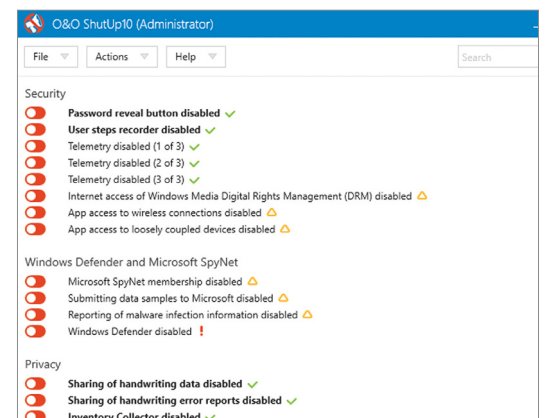 O&O ShutUp10 (Administrator)
File Actions Help Search
Security
Password reveal button disabled
User steps recorder disabled
Telemetry disabled (1 of 3)
Telemetry disabled (2 of 3)
Telemetry disabled (3 of 3)
Internet access of Windows Media Digital Rights Management (DRM) disabled
App access to wireless connections disabled
App access to loosely coupled devices disabled
Windows Defender and Microsoft SpyNet
Microsoft SpyNet membership disabled
Submitting data samples to Microsoft disabled
Reporting of malware infection information disabled
Windows Defender disabled
Privacy
Sharing of handwriting data disabled
Sharing of handwriting error reports disabled
Inventory Collector disabled